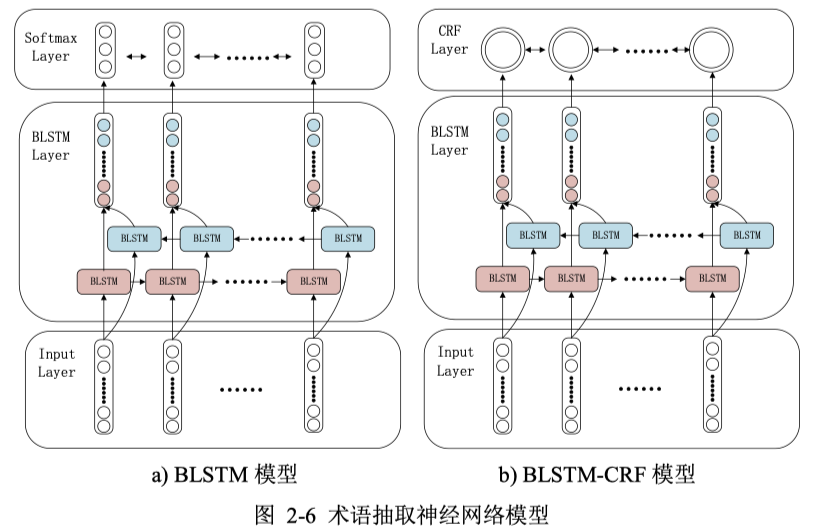 Softmax
Layer
BLSTM
Layer
BLSTM
BLSTM
BLSTM
BLSTM
BLSTM
BLSTM
Input
Layer
a) BLSTM 模型
CRF
Layer
BLSTM
Layer
BLSTM
BLSTM
BLSTM
BLSTM
BLSTM
BLSTM
Input
Layer
b) BLSTM-CRF 模型
图 2-6 术语抽取神经网络模型